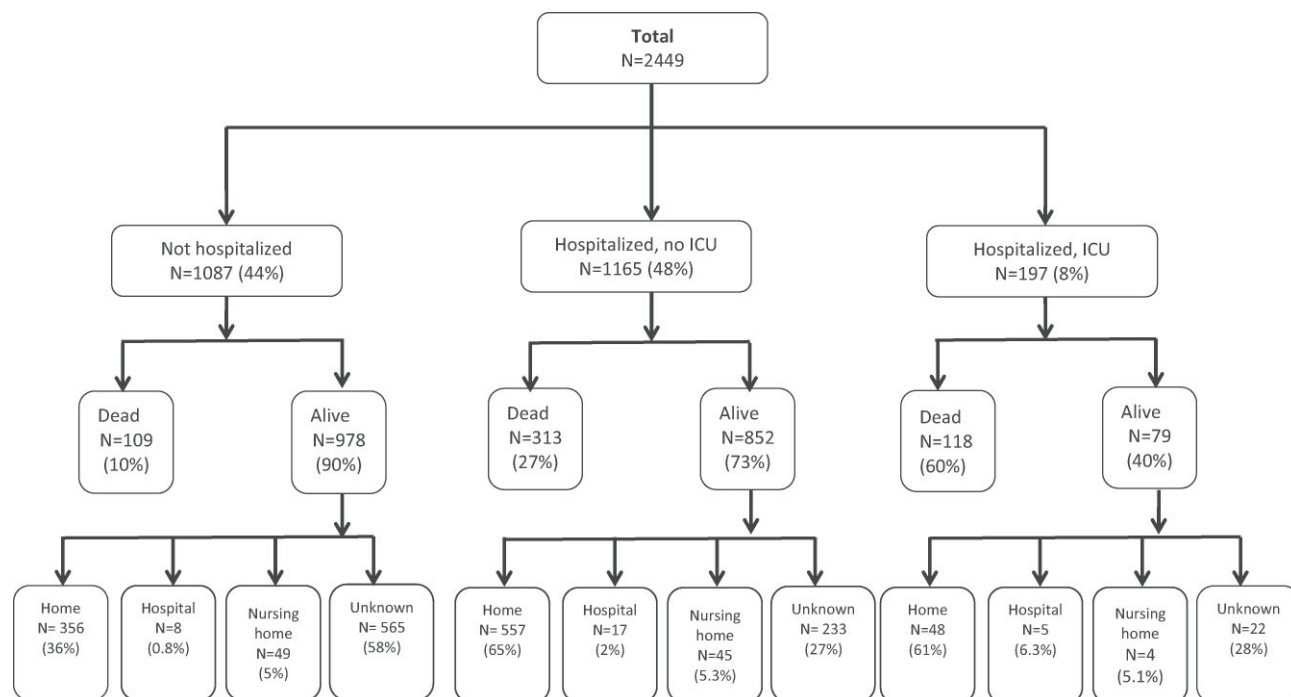 Total
N=2449
Not hospitalized
N=1087 (44%)
Hospitalized, no ICU
N=1165 (48%)
Hospitalized, ICU
N=197 (8%)
Dead
N=109
(10%)
Alive
N=978
(90%)
Dead
N=313
(27%)
Alive
N=852
(73%)
Dead
N=118
(60%)
Alive
N=79
(40%)
Home
N= 356
(36%)
Hospital
N=8
(0.8%)
Nursing
home
N=49
(5%)
Unknown
N= 565
(58%)
Home
N= 557
(65%)
Hospital
N=17
(2%)
Nursing
home
N=45
(5.3%)
Unknown
N= 233
(27%)
Home
N=48
(61%)
Hospital
N=5
(6.3%)
Nursing
home
N=4
(5.1%)
Unknown
N=22
(28%)